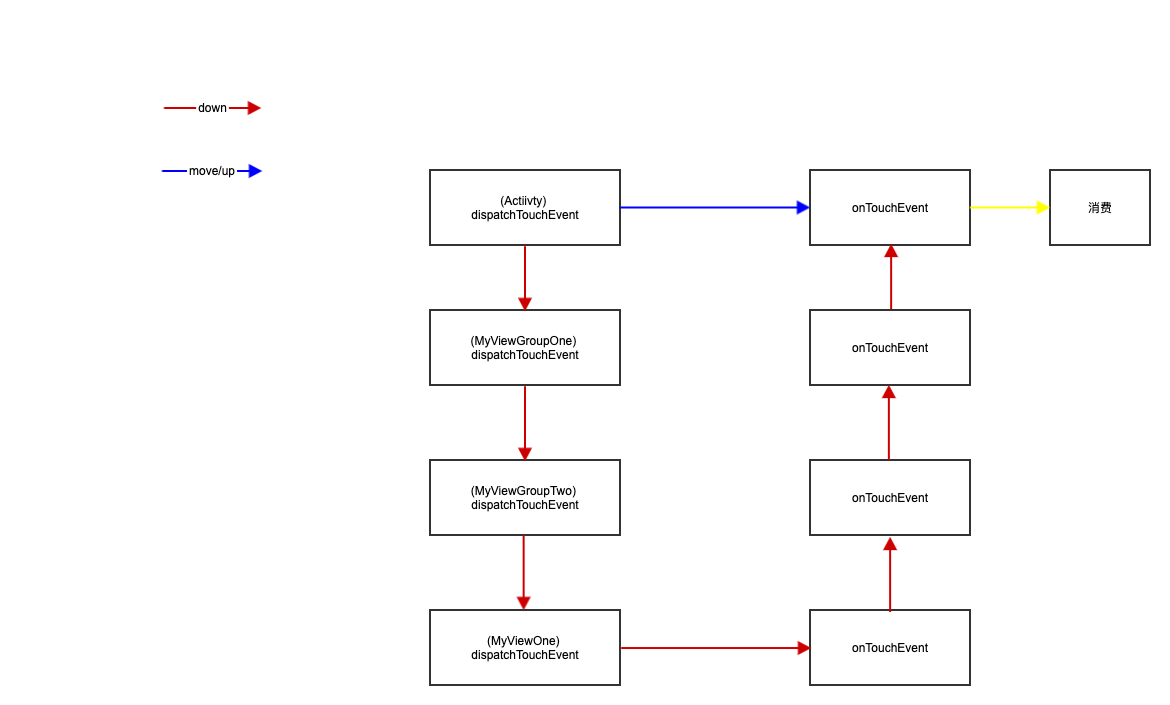 down
move/up
(Actiivty)
dispatchTouchEvent
onTouchEvent
消费
(MyViewGroupOne)
dispatchTouchEvent
onTouchEvent
(MyViewGroupTwo)
dispatchTouchEvent
onTouchEvent
(MyViewOne)
dispatchTouchEvent
onTouchEvent